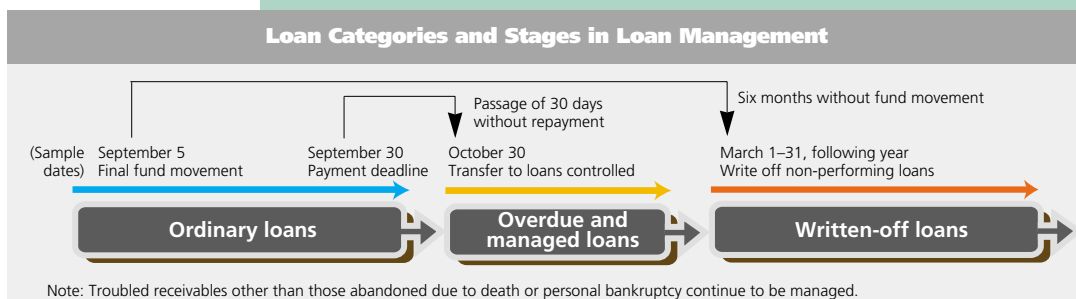 Loan Categories and Stages in Loan Management
Six months without fund movement
Passage of 30 days
without repayment
(Sample
dates)
September 5
Final fund movement
September 30
Payment deadline
October 30
Transfer to loans controlled
March 1–31, following year
Write off non-performing loans
Ordinary loans
Overdue and
managed loans
Written-off loans
Note: Troubled receivables other than those abandoned due to death or personal bankruptcy continue to be managed.